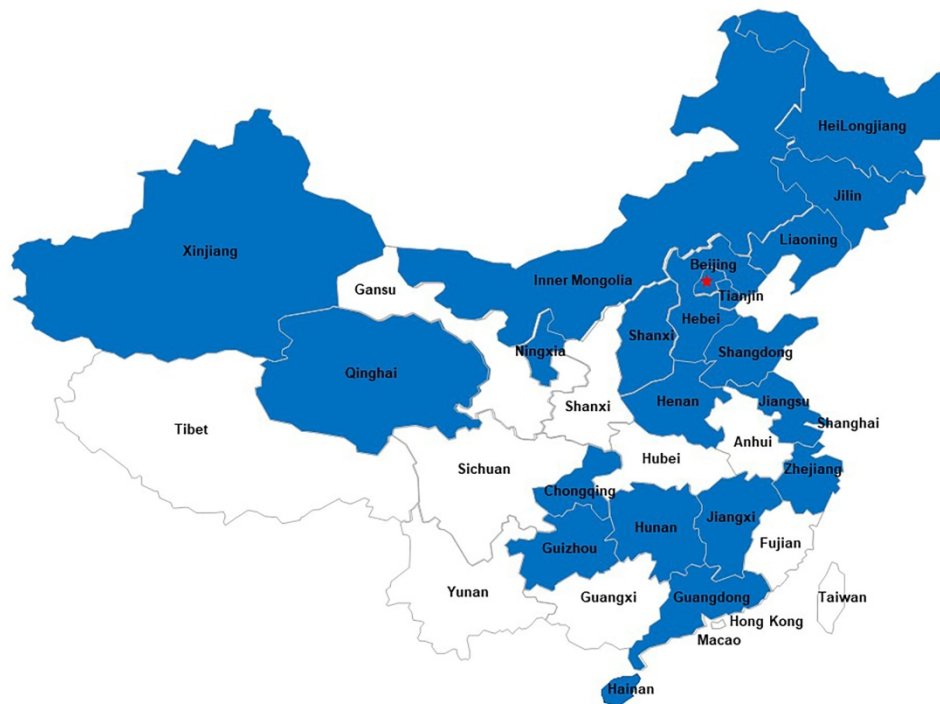 HeiLongjiang
Jilin
Liaoning
Xinjiang
Beijing
Inner Mongolia
Gansu
Tianjin
Hebei
Shanxi
Ningxia
Shangdong
Qinghai
Henan
Jiangsu
Shanxi
Shanghai
Tibet
Anhui
Hubei
Sichuan
Zhejiang
Chongqing
Jiangxi
Hunan
Fujian
Guizhou
Yunan
Guangxi
Guangdong
Taiwan
Hong Kong
Macao
Hainan